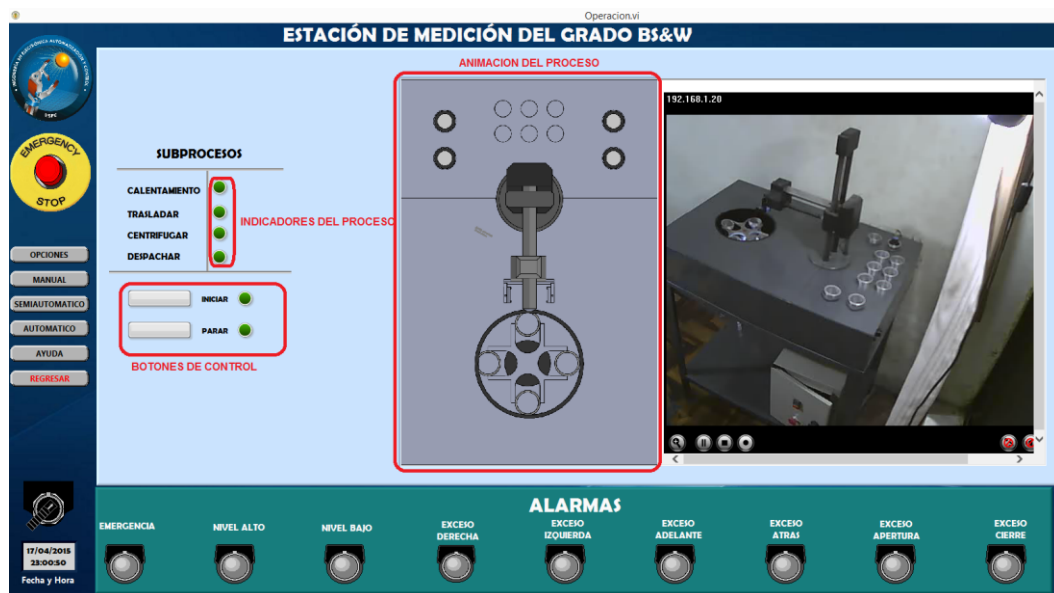 Operacion.vi
ESTACIÓN DE MEDICIÓN DEL GRADO BS&W
ANIMACION DEL PROCESO
192.168.1.20
ESPE
EMERGENCY
STOP
SUBPROCESOS
CALENTAMIENTO
TRASLADAR
CENTRIFUGAR
DESPACHAR
INDICADORES DEL PROCESO
INICIAR
PARAR
BOTONES DE CONTROL
OPCIONES
MANUAL
SEMIAUTOMATICO
AUTOMATICO
AYUDA
REGRESAR
ALARMAS
EMERGENCIA
NIVEL ALTO
NIVEL BAJO
EXCESO
DERECHA
EXCESO
IZQUIERDA
EXCESO
ADELANTE
EXCESO
ATRAS
EXCESO
APERTURA
EXCESO
CIERRE
17/04/2015
23:00:50
Fecha y Hora